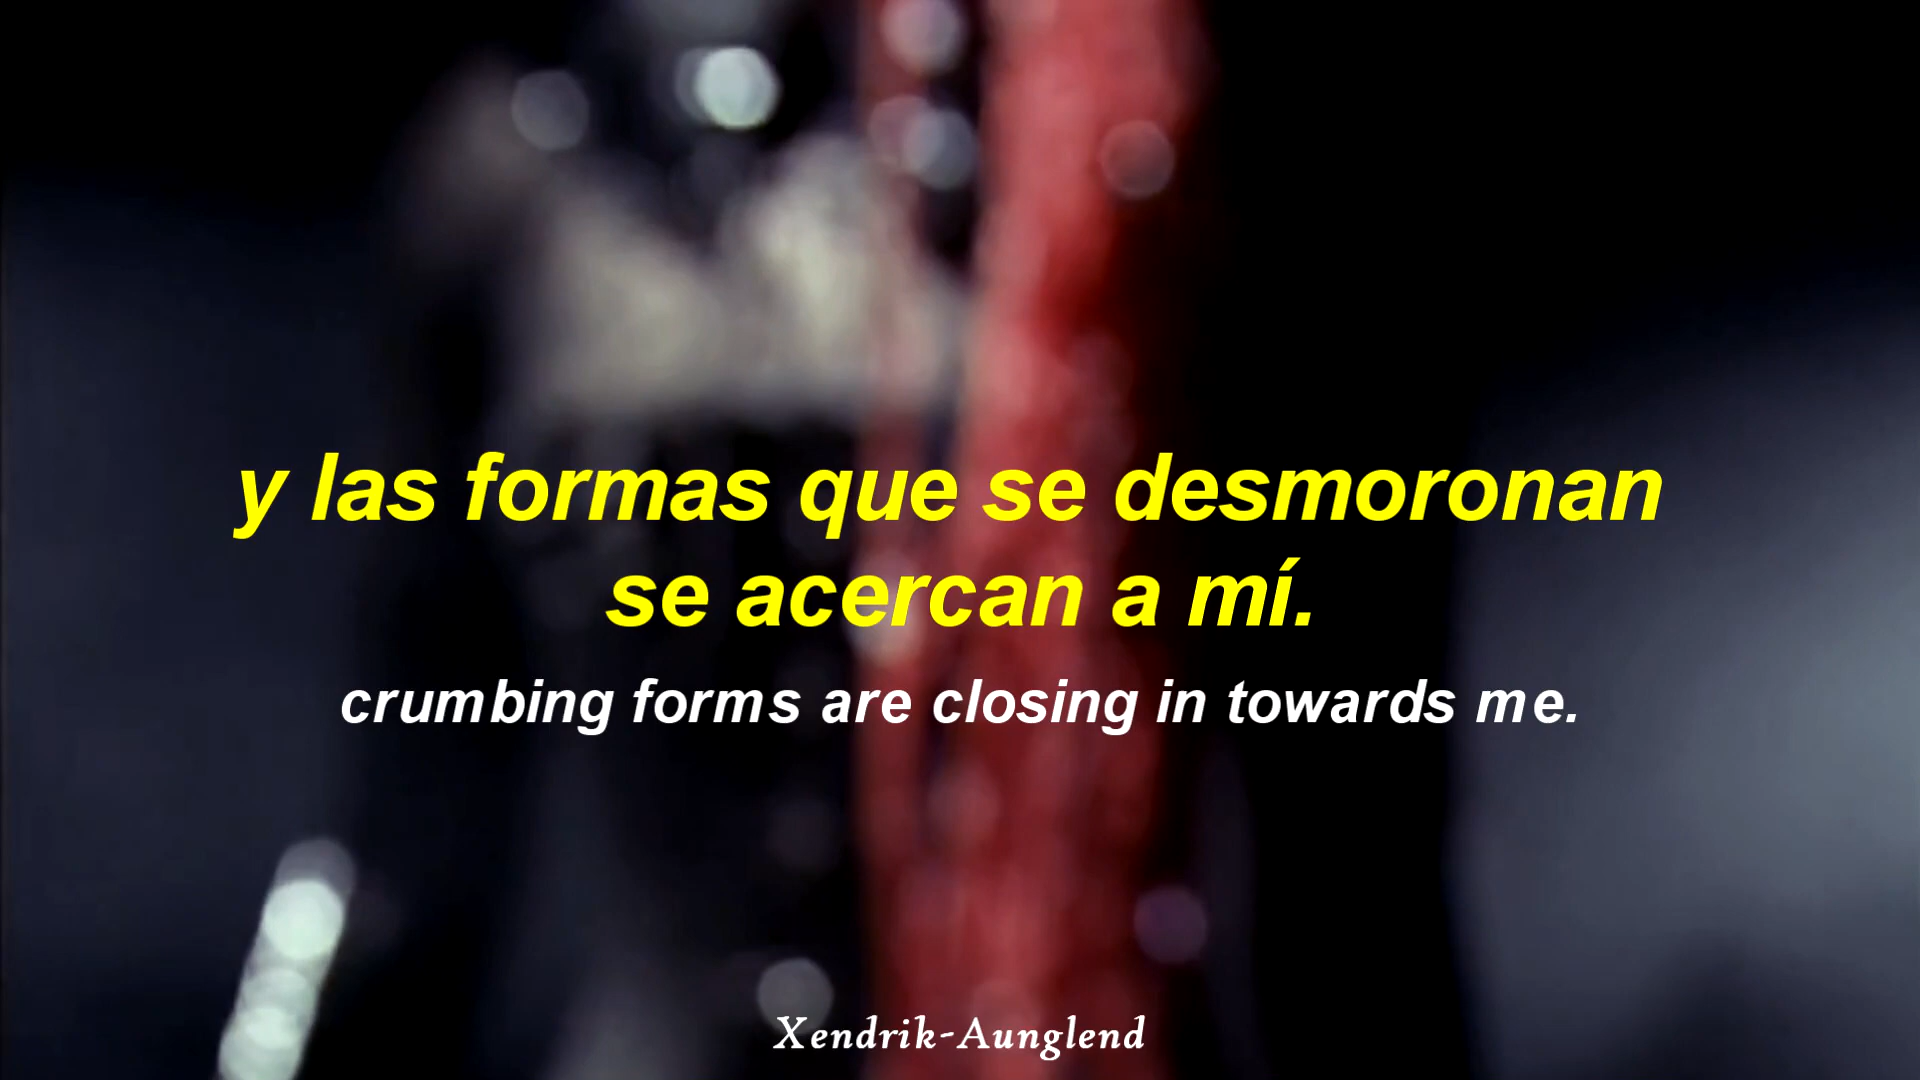 y las formas que se desmoronan
se acercan a mí.
crumbing forms are closing in towards me.
Xendrik-Aunglend